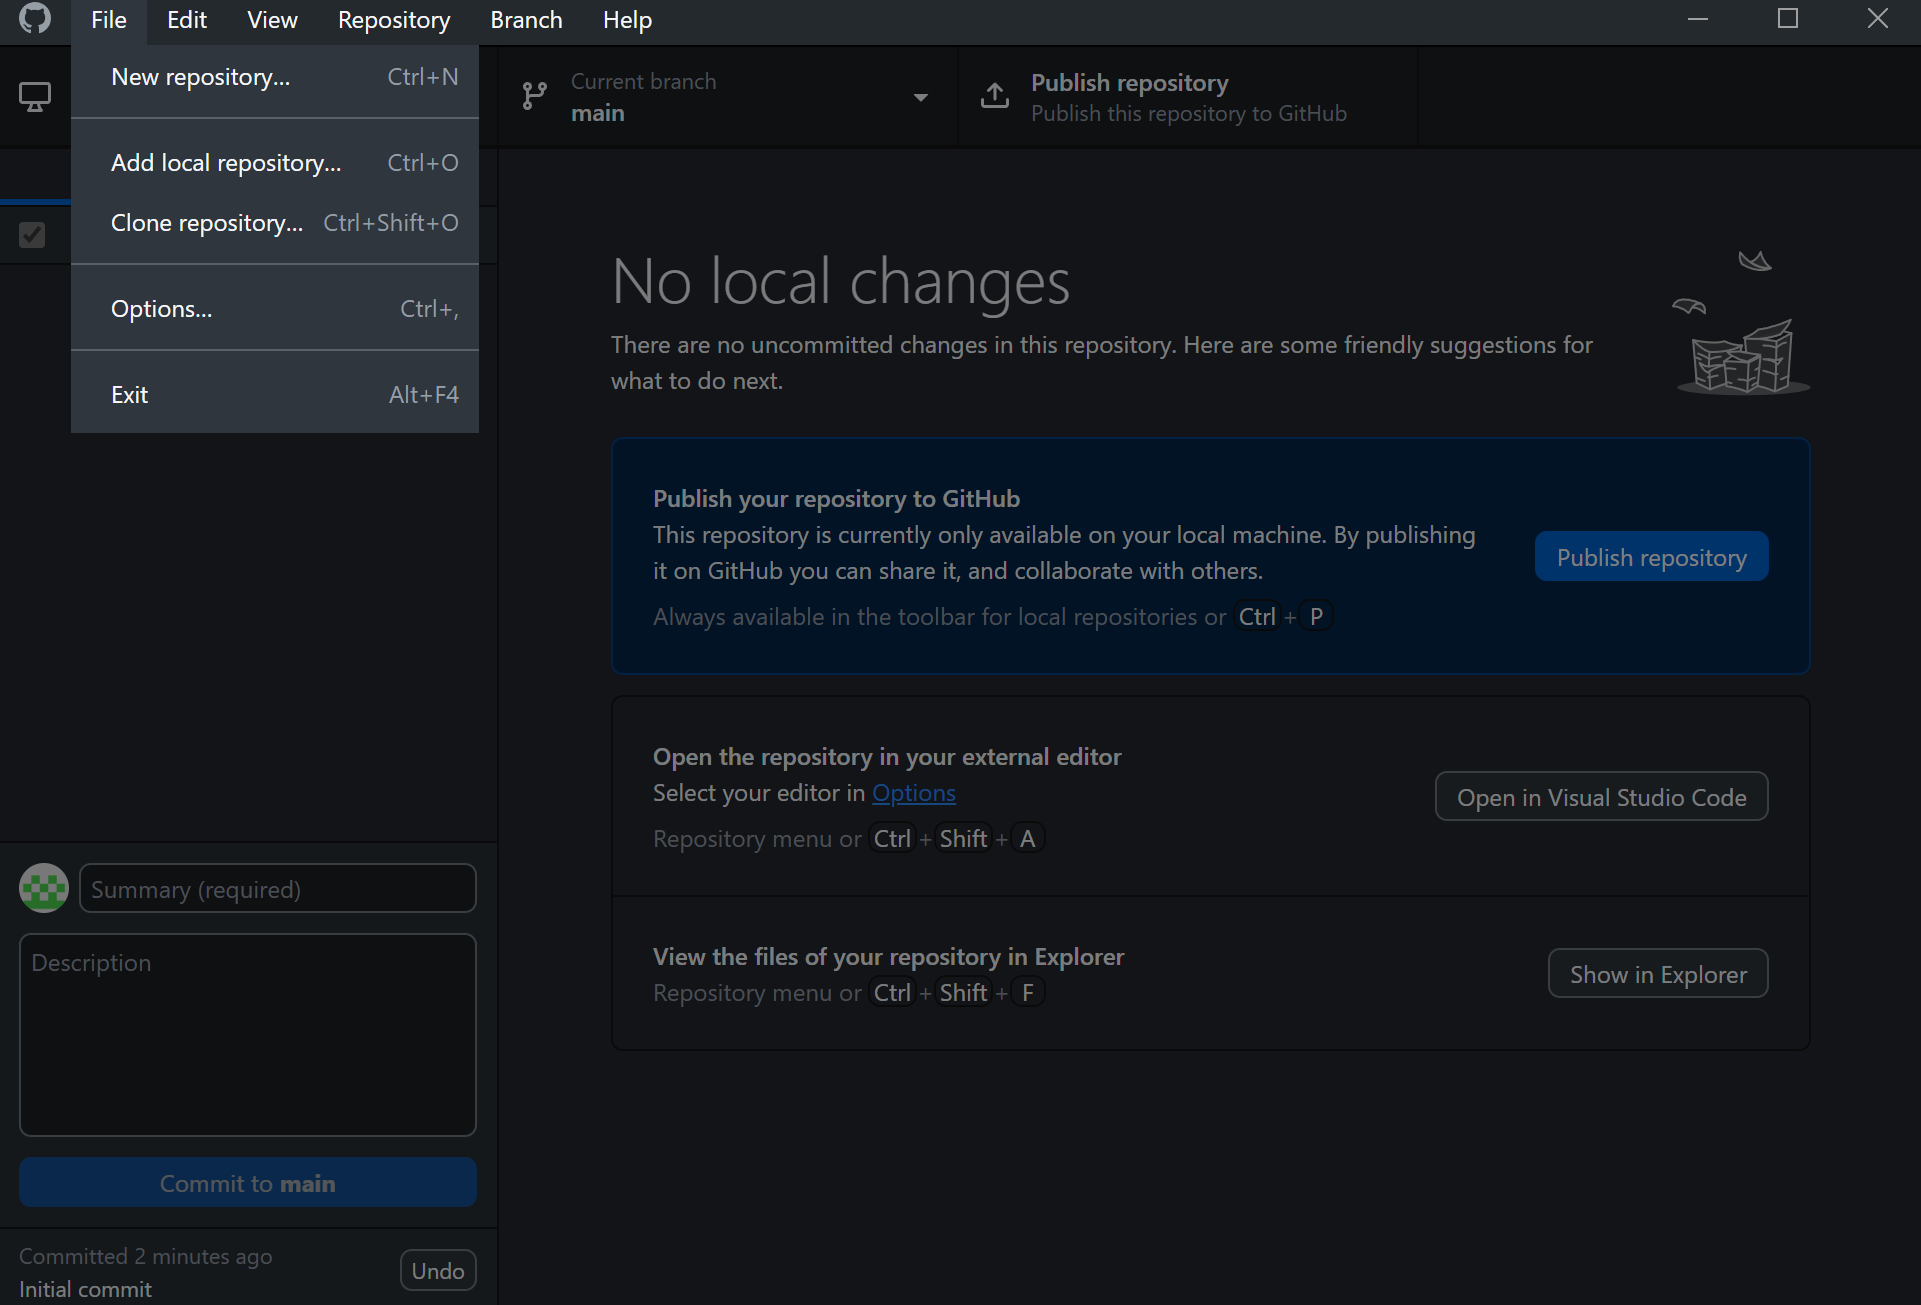 File Edit View Repository Branch Help
New repository... Ctrl+N
Add local repository... Ctrl+O
Clone repository... Ctrl+Shift+O
Options... Ctrl+,
Exit Alt+F4
Current branch
main
Publish repository
Publish this repository to GitHub
No local changes
There are no uncommitted changes in this repository. Here are some friendly suggestions for
what to do next.
Publish your repository to GitHub
This repository is currently only available on your local machine. By publishing
it on GitHub you can share it, and collaborate with others.
Always available in the toolbar for local repositories or Ctrl + P
Publish repository
Open the repository in your external editor
Select your editor in Options
Repository menu or Ctrl + Shift + A
Open in Visual Studio Code
View the files of your repository in Explorer
Repository menu or Ctrl + Shift + F
Show in Explorer
Summary (required)
Description
Commit to main
Committed 2 minutes ago
Initial commit
Undo